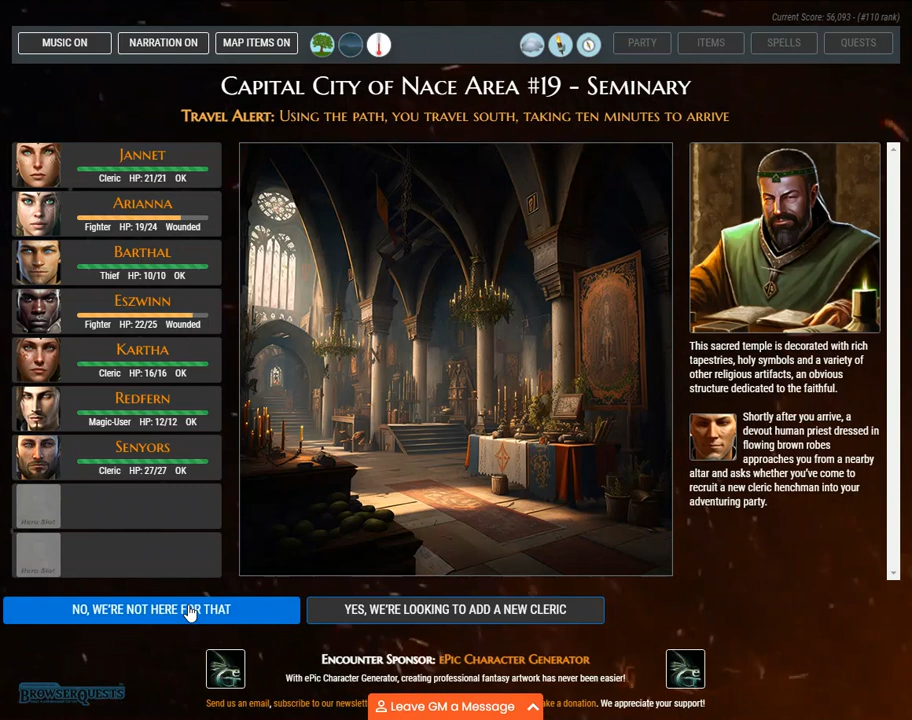 Current Score: 56,093 - (#110 rank)
MUSIC ON
NARRATION ON
MAP ITEMS ON
PARTY
ITEMS
SPELLS
QUESTS
Capital City of Nace Area #19 - Seminary
Travel Alert: Using the path, you travel south, taking ten minutes to arrive
Jannet
Cleric HP: 21/21 OK
Arianna
Fighter HP: 19/24 Wounded
Barthal
Thief HP: 10/10 OK
Eszwinn
Fighter HP: 22/25 Wounded
Kartha
Cleric HP: 16/16 OK
Redfern
Magic-User HP: 12/12 OK
Senyors
Cleric HP: 27/27 OK
Hero Slot
Hero Slot
This sacred temple is decorated with rich
tapestries, holy symbols and a variety of
other religious artifacts, an obvious
structure dedicated to the faithful.
Shortly after you arrive, a
devout human priest dressed in
flowing brown robes
approaches you from a nearby
altar and asks whether you've come to
recruit a new cleric henchman into your
adventuring party.
NO, WE'RE NOT HERE FOR THAT
YES, WE'RE LOOKING TO ADD A NEW CLERIC
Encounter Sponsor: ePic Character Generator
With ePic Character Generator, creating professional fantasy artwork has never been easier!
BrowserQuests
Send us an email, subscribe to our newslett
ake a donation. We appreciate your support!
Leave GM a Message